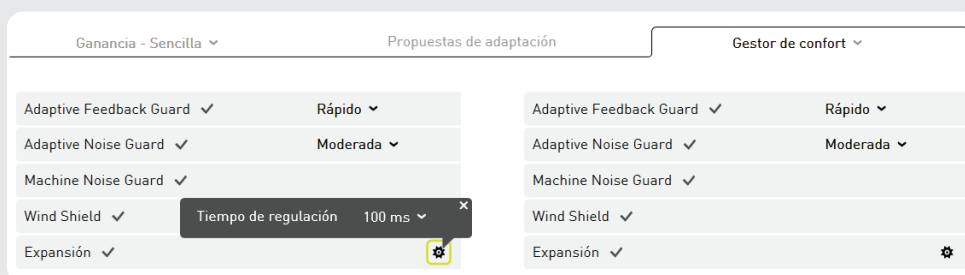 Ganancia - Sencilla
Propuestas de adaptación
Gestor de confort
Adaptive Feedback Guard Rápido
Adaptive Noise Guard Moderada
Machine Noise Guard
Wind Shield
Tiempo de regulación 100 ms
Expansión
Adaptive Feedback Guard Rápido
Adaptive Noise Guard Moderada
Machine Noise Guard
Wind Shield
Expansión